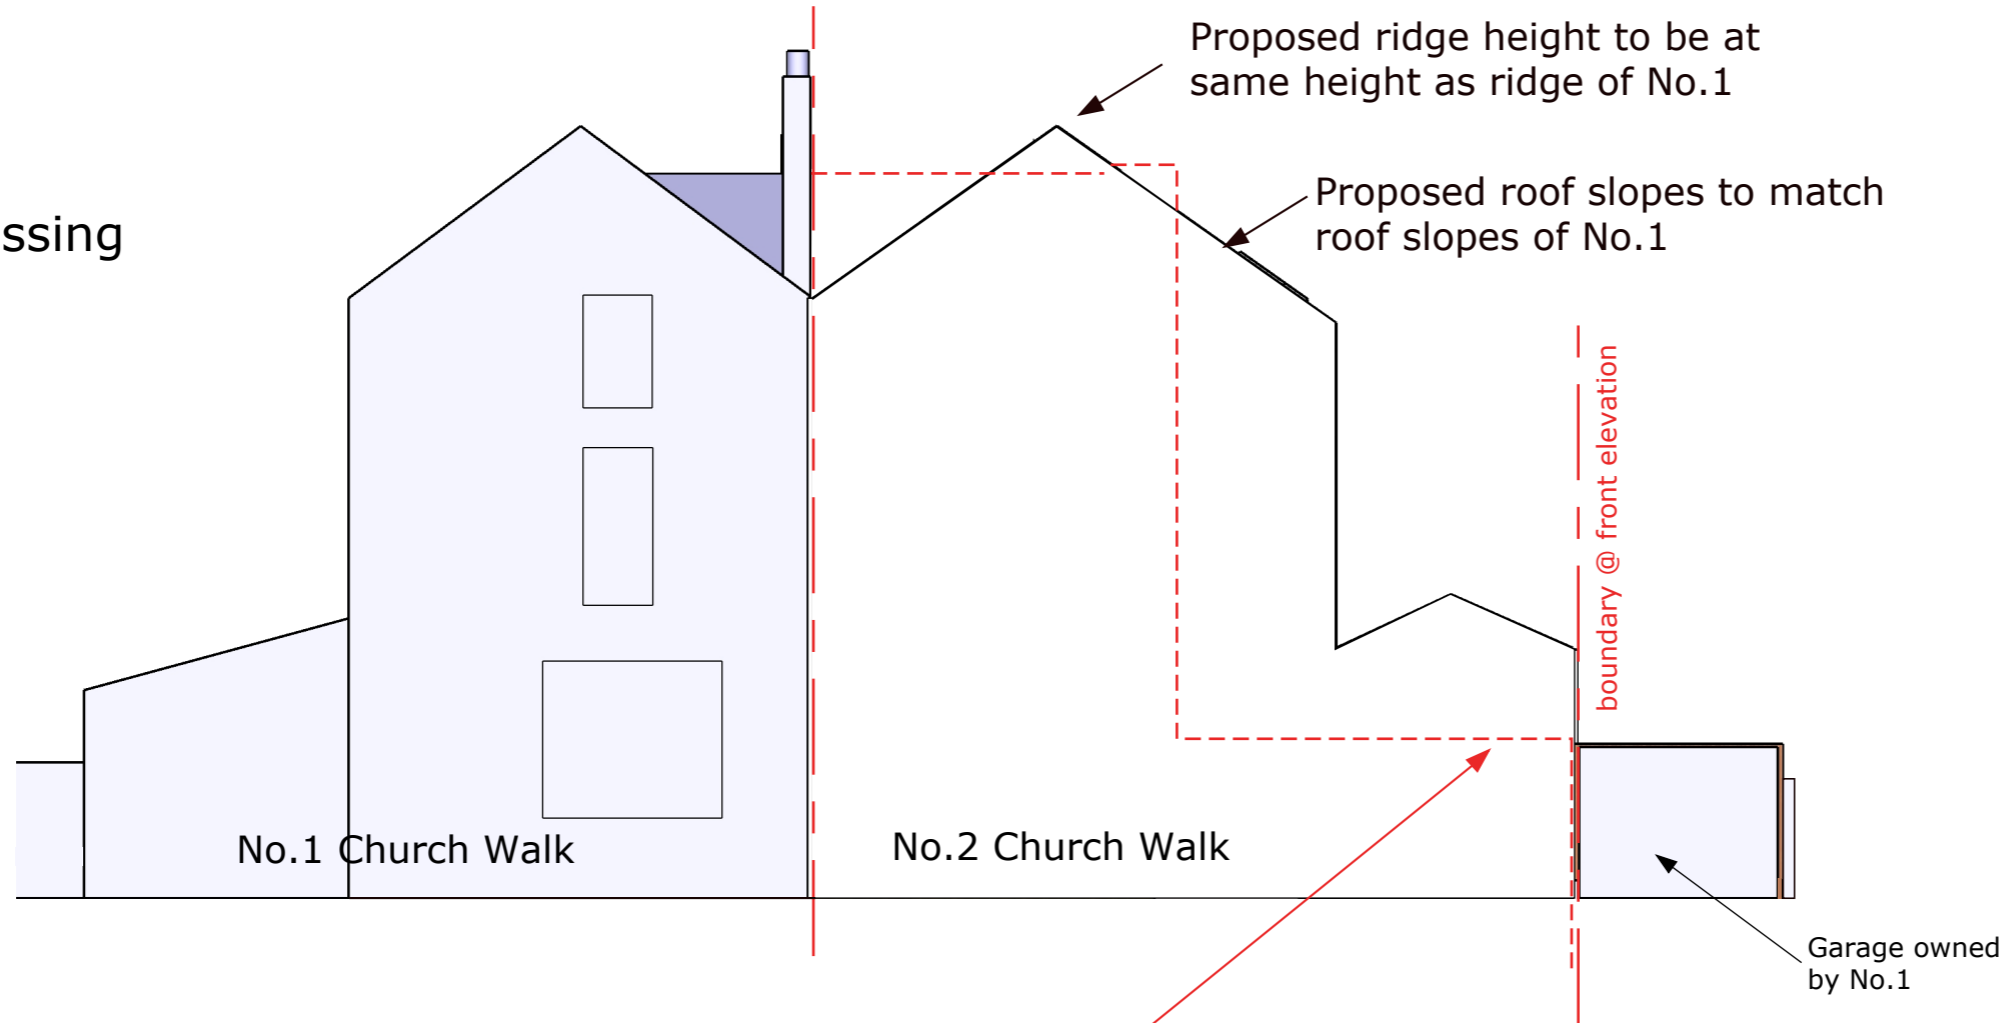 Proposed ridge height to be at
same height as ridge of No.1
Proposed roof slopes to match
roof slopes of No.1
ssing
boundary @ front elevation
No.1 Church Walk
No.2 Church Walk
Garage owned
by No.1